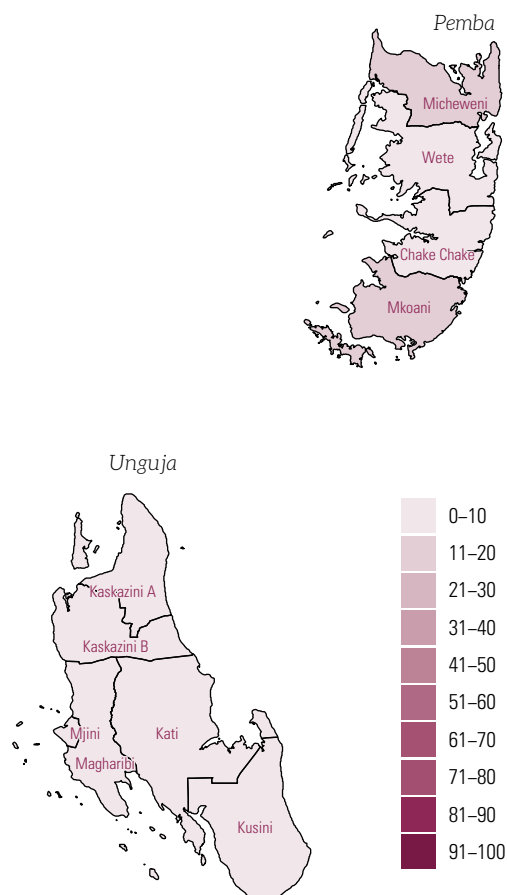 Pemba
Micheweni
Wete
Chake Chake
Mkoani
Unguja
Kaskazini A
Kaskazini B
Mjini
Kati
Magharibi
Kusini
0–10
11–20
21–30
31–40
41–50
51–60
61–70
71–80
81–90
91–100